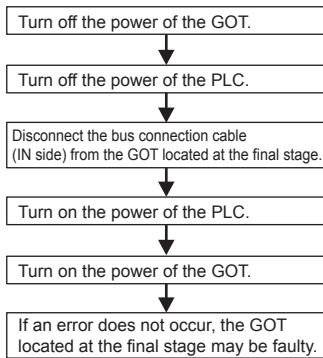 Turn off the power of the GOT.
Turn off the power of the PLC.
Disconnect the bus connection cable
(IN side) from the GOT located at the final stage.
Turn on the power of the PLC.
Turn on the power of the GOT.
If an error does not occur, the GOT
located at the final stage may be faulty.